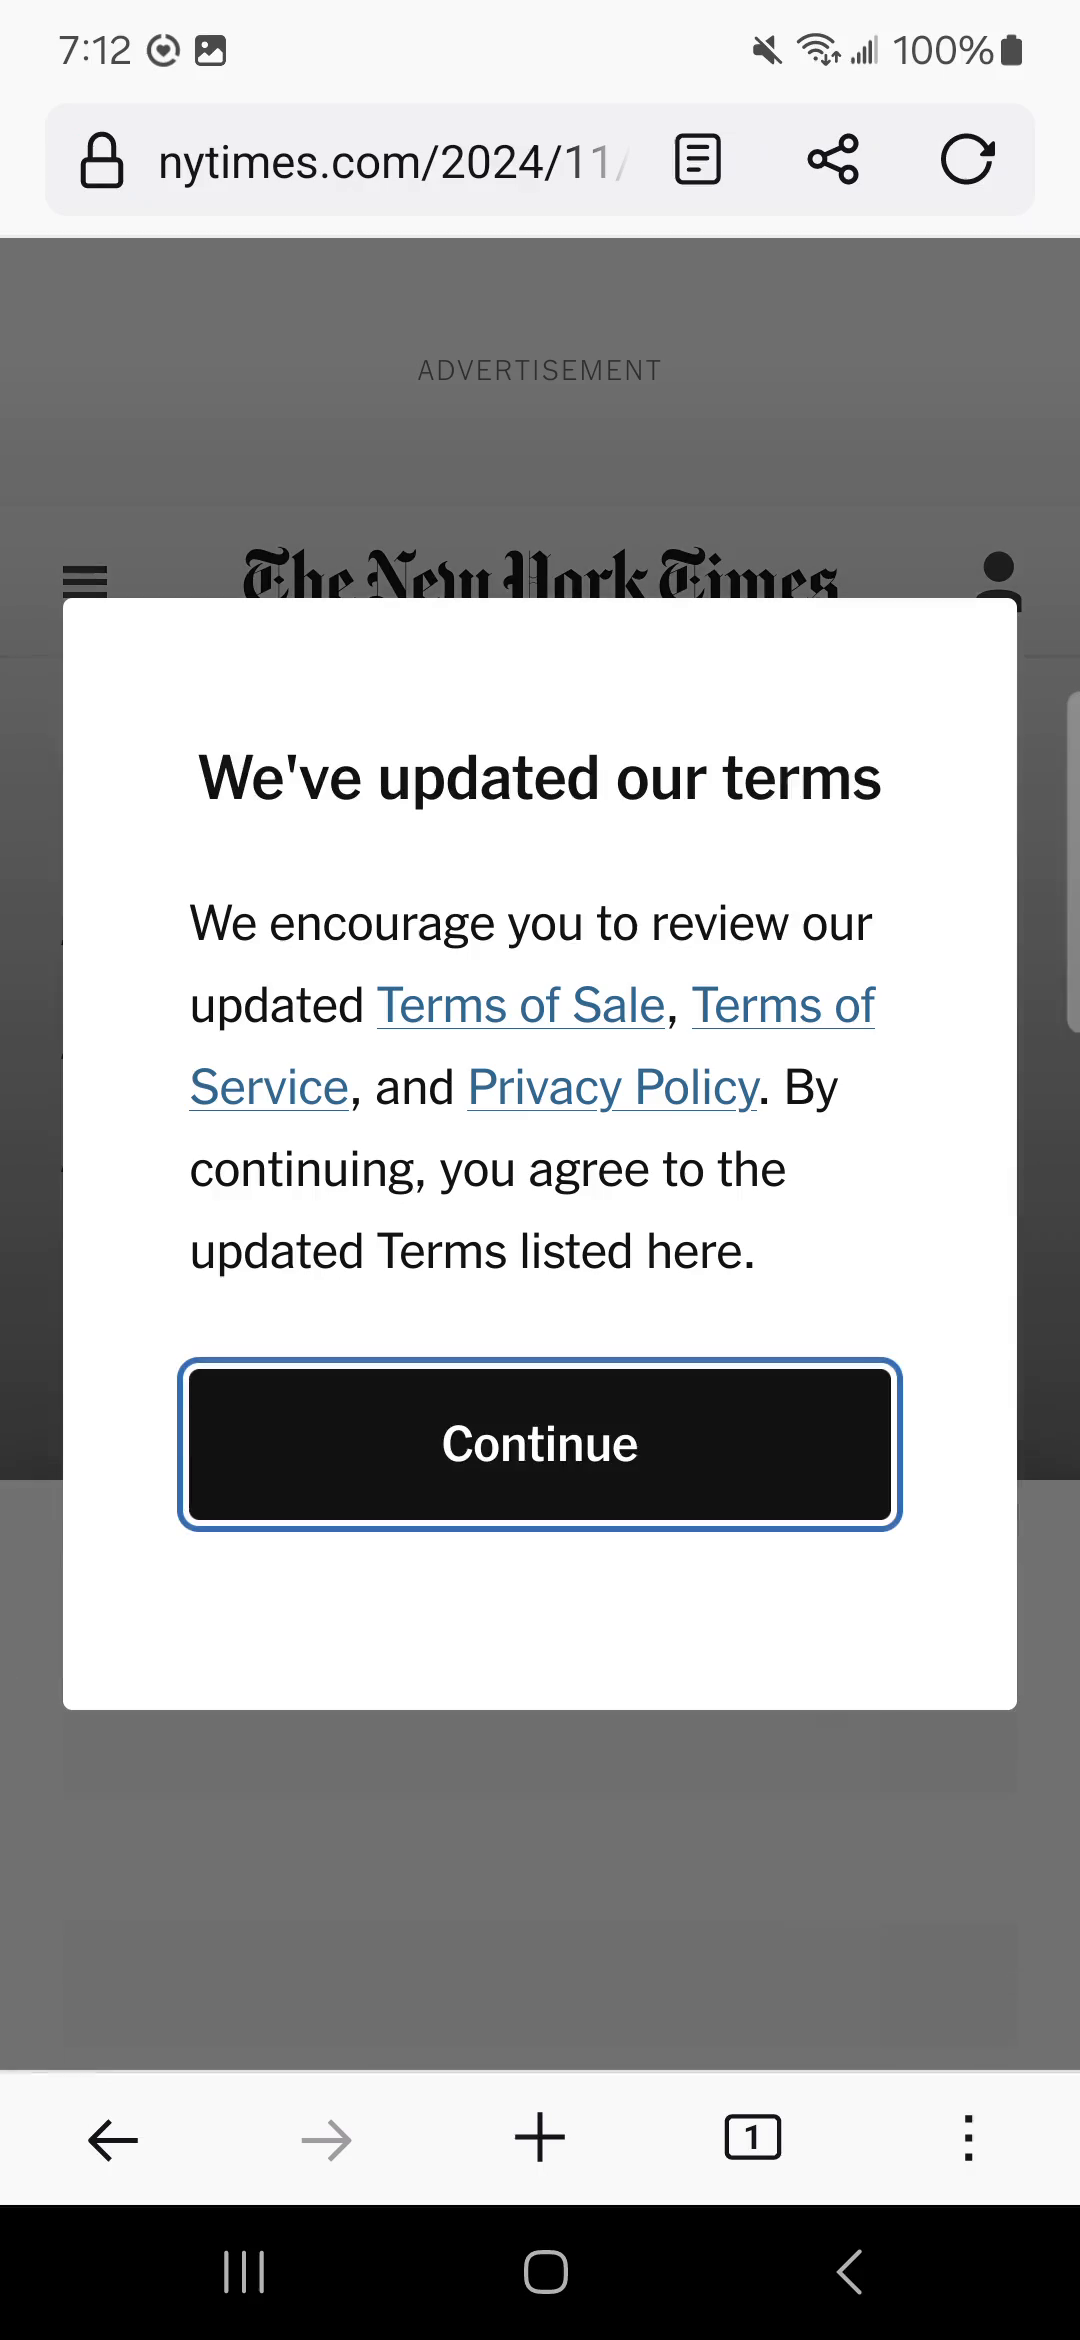 7:12 100%
nytimes.com/2024/11/
ADVERTISEMENT
The New York Times
We've updated our terms
We encourage you to review our
updated Terms of Sale, Terms of
Service, and Privacy Policy. By
continuing, you agree to the
updated Terms listed here.
Continue
1